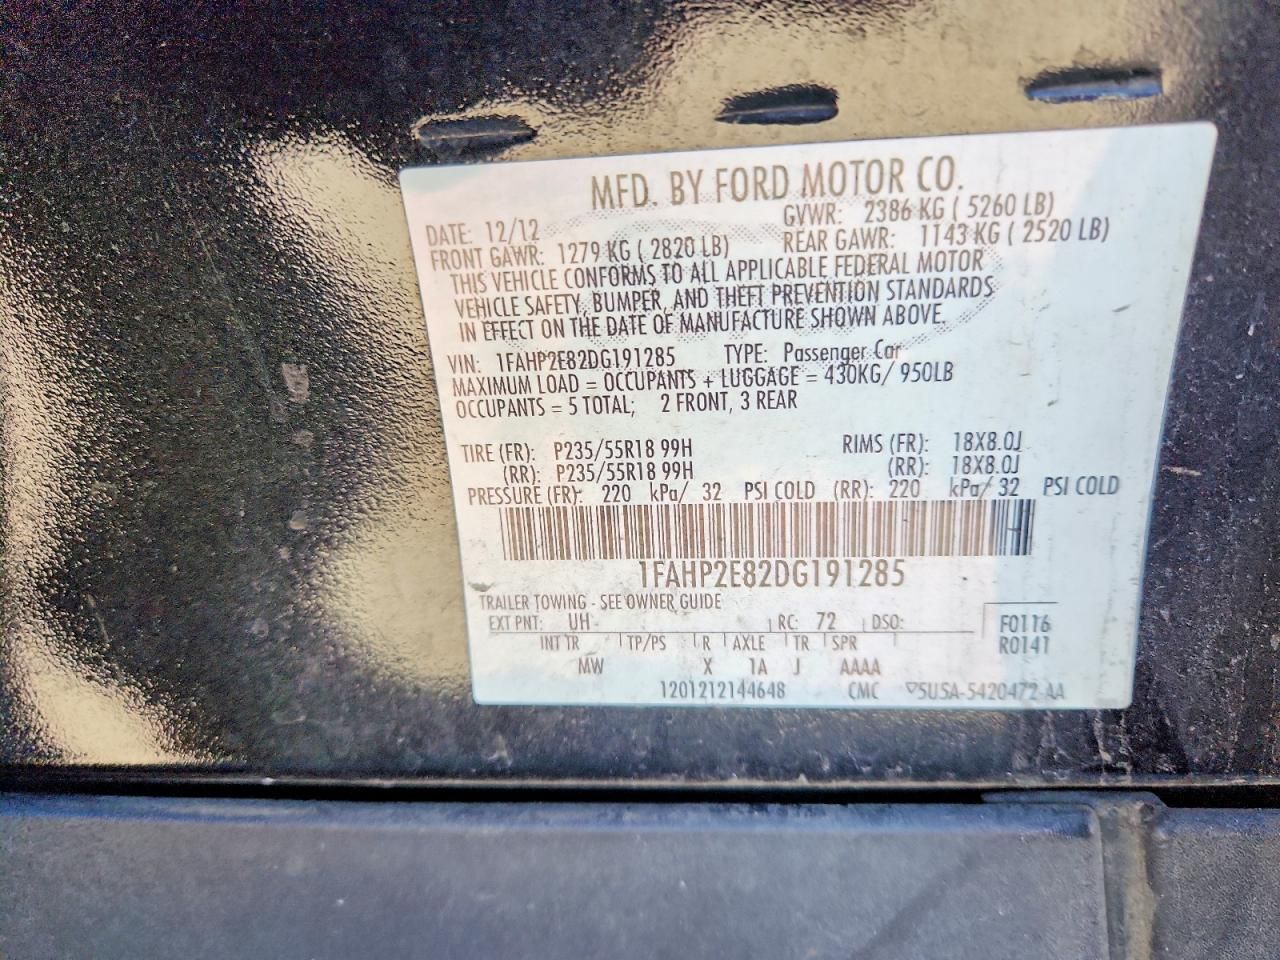 MFD. BY FORD MOTOR CO.
DATE: 12/12 GVWR: 2386 KG ( 5260 LB)
FRONT GAWR: 1279 KG ( 2820 LB) REAR GAWR: 1143 KG ( 2520 LB)
THIS VEHICLE CONFORMS TO ALL APPLICABLE FEDERAL MOTOR
VEHICLE SAFETY, BUMPER, AND THEFT PREVENTION STANDARDS
IN EFFECT ON THE DATE OF MANUFACTURE SHOWN ABOVE.
VIN: 1FAHP2E82DG191285 TYPE: Passenger Car
MAXIMUM LOAD = OCCUPANTS + LUGGAGE = 430KG/ 950LB
OCCUPANTS = 5 TOTAL; 2 FRONT, 3 REAR
TIRE (FR): P235/55R18 99H RIMS (FR): 18X8.0J
(RR): P235/55R18 99H (RR): 18X8.0J
PRESSURE (FR): 220 kPa/ 32 PSI COLD (RR): 220 kPa/ 32 PSI COLD
1FAHP2E82DG191285
TRAILER TOWING - SEE OWNER GUIDE
EXT PNT: UH RC: 72 DSO: F0116
INT TR TP/PS R AXLE TR SPR R0141
MW X 1A J AAAA
1201212144648 CMC ▽5USA-5420472-AA